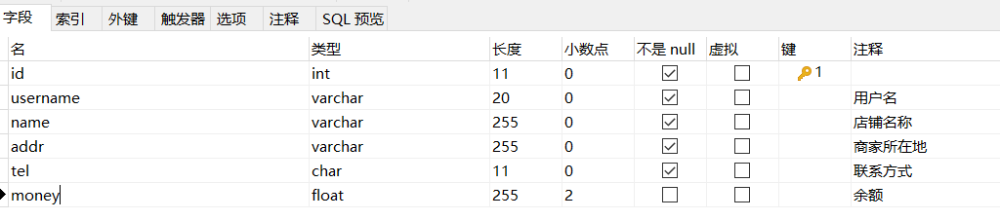 字段 索引 外键 触发器 选项 注释 SQL 预览
名 类型 长度 小数点 不是 null 虚拟 键 注释
id int 11 0 1
username varchar 20 0 用户名
name varchar 255 0 店铺名称
addr varchar 255 0 商家所在地
tel char 11 0 联系方式
money float 255 2 余额